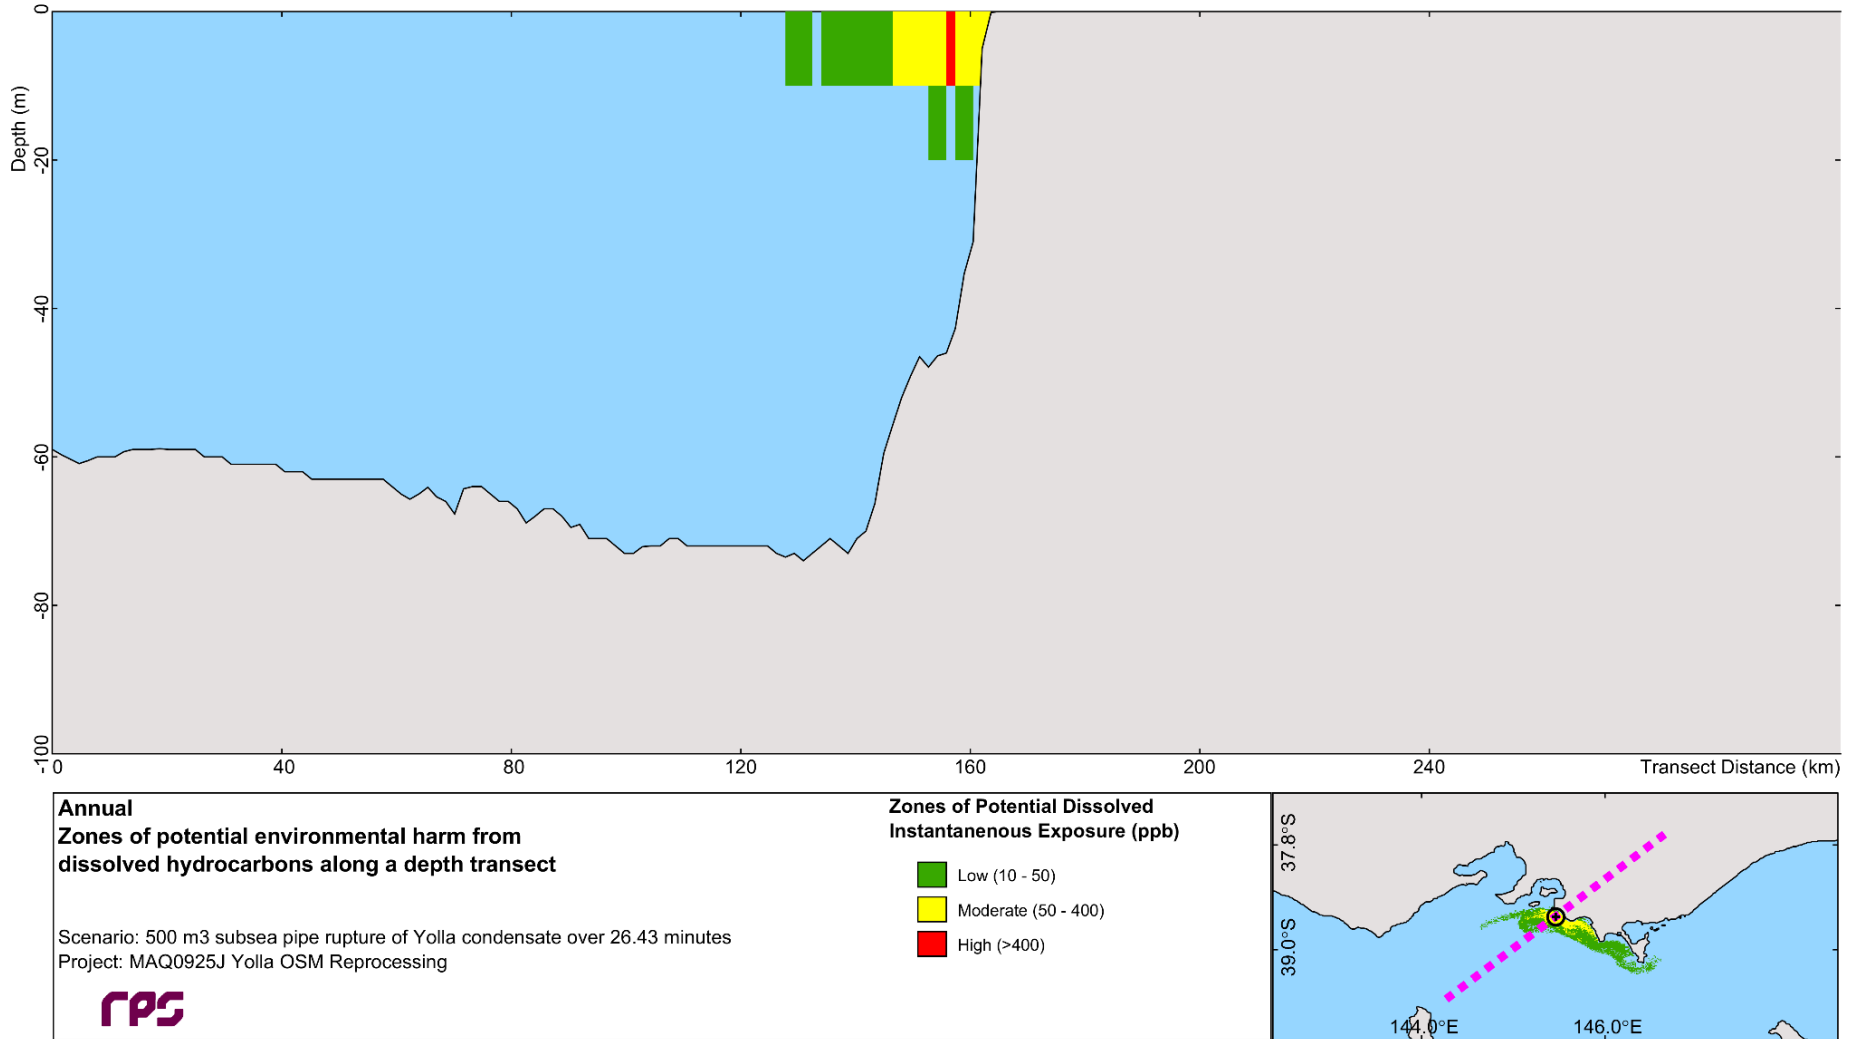 0
-20
-40
-60
-80
-100
Depth (m)
0 40 80 120 160 200 240 Transect Distance (km)
Annual
Zones of potential environmental harm from
dissolved hydrocarbons along a depth transect
Scenario: 500 m3 subsea pipe rupture of Yolla condensate over 26.43 minutes
Project: MAQ0925J Yolla OSM Reprocessing
rps
Zones of Potential Dissolved
Instantanenous Exposure (ppb)
Low (10 - 50)
Moderate (50 - 400)
High (>400)
37.8°S
39.0°S
144.0°E 146.0°E